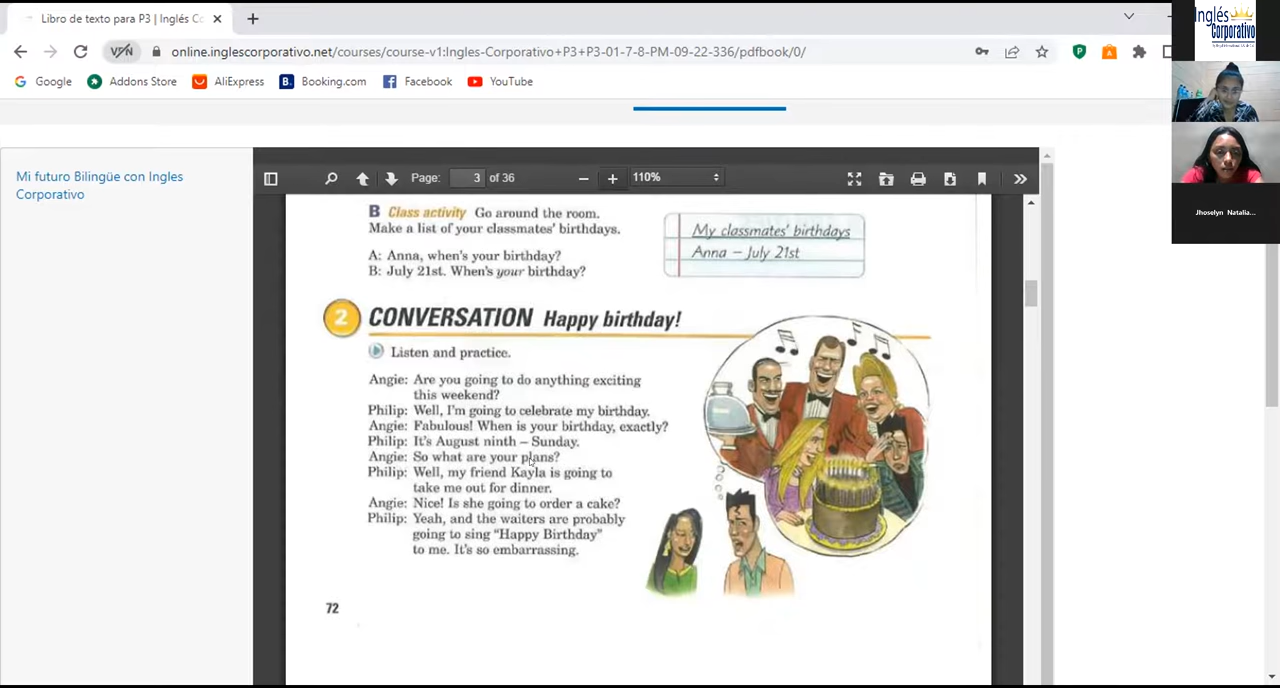 Libro de texto para P3 | Inglés Co
online.inglescorporativo.net/courses/course-v1:Ingles-Corporativo+P3+P3-01-7-8-PM-09-22-336/pdfbook/0/
Google Addons Store AliExpress Booking.com Facebook YouTube
Inglés
Corporativo
Jhoselyn Natalia...
Mi futuro Bilingüe con Ingles
Corporativo
Page: 3 of 36 110%
B Class activity Go around the room.
Make a list of your classmates' birthdays.
A: Anna, when's your birthday?
B: July 21st. When's your birthday?
My classmates' birthdays
Anna – July 21st
2 CONVERSATION Happy birthday!
Listen and practice.
Angie: Are you going to do anything exciting
this weekend?
Philip: Well, I'm going to celebrate my birthday.
Angie: Fabulous! When is your birthday, exactly?
Philip: It's August ninth – Sunday.
Angie: So what are your plans?
Philip: Well, my friend Kayla is going to
take me out for dinner.
Angie: Nice! Is she going to order a cake?
Philip: Yeah, and the waiters are probably
going to sing "Happy Birthday"
to me. It's so embarrassing.
72